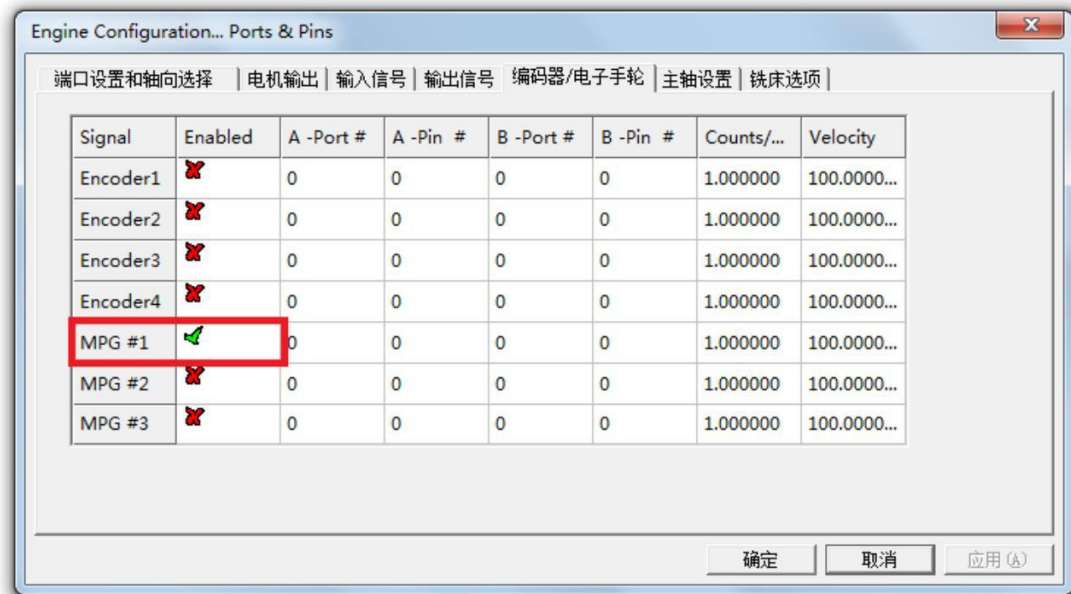 Engine Configuration... Ports & Pins
端口设置和轴向选择 电机输出 输入信号 输出信号 编码器/电子手轮 主轴设置 铣床选项
Signal Enabled A -Port # A -Pin # B -Port # B -Pin # Counts/... Velocity
Encoder1 0 0 0 0 1.000000 100.0000...
Encoder2 0 0 0 0 1.000000 100.0000...
Encoder3 0 0 0 0 1.000000 100.0000...
Encoder4 0 0 0 0 1.000000 100.0000...
MPG #1 0 0 0 0 1.000000 100.0000...
MPG #2 0 0 0 0 1.000000 100.0000...
MPG #3 0 0 0 0 1.000000 100.0000...
确定 取消 应用(A)